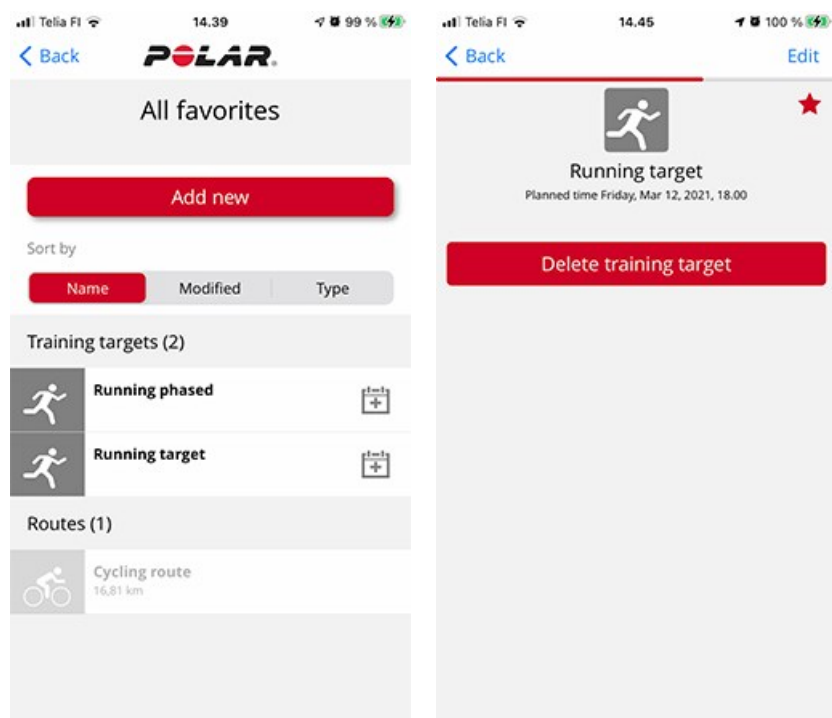 Telia FI 14.39 99 %
Back POLAR.
All favorites
Add new
Sort by
Name Modified Type
Training targets (2)
Running phased
Running target
Routes (1)
Cycling route
16,81 km
Telia FI 14.45 100 %
Back Edit
Running target
Planned time Friday, Mar 12, 2021, 18.00
Delete training target